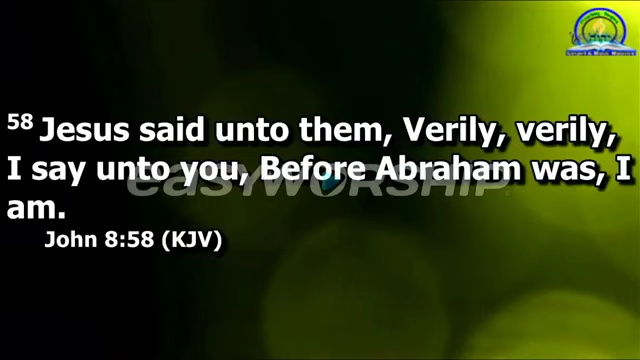 58 Jesus said unto them, Verily, verily,
I say unto you, Before Abraham was, I
am.
John 8:58 (KJV)
EASYWORSHIP